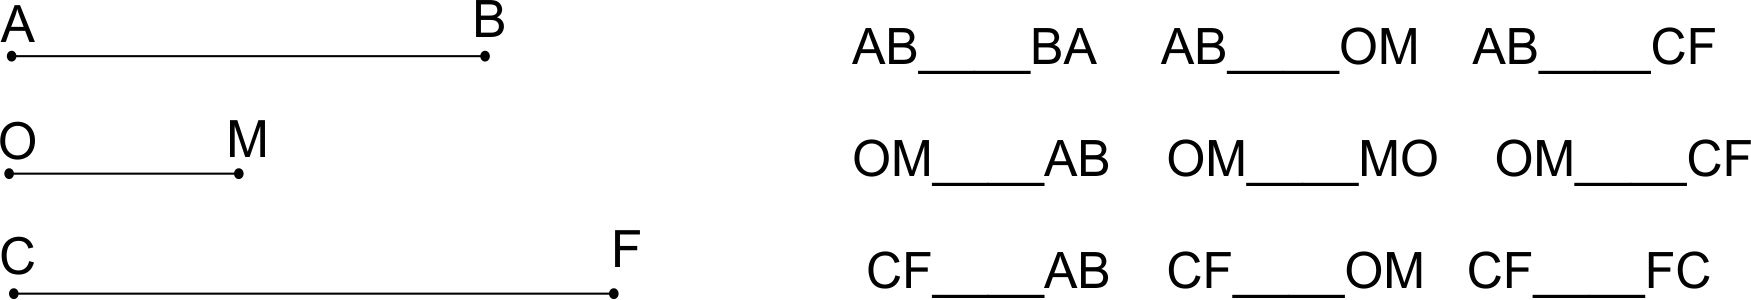 A B
AB____BA AB____OM AB____CF
O M
OM____AB OM____MO OM____CF
C F
CF____AB CF____OM CF____FC